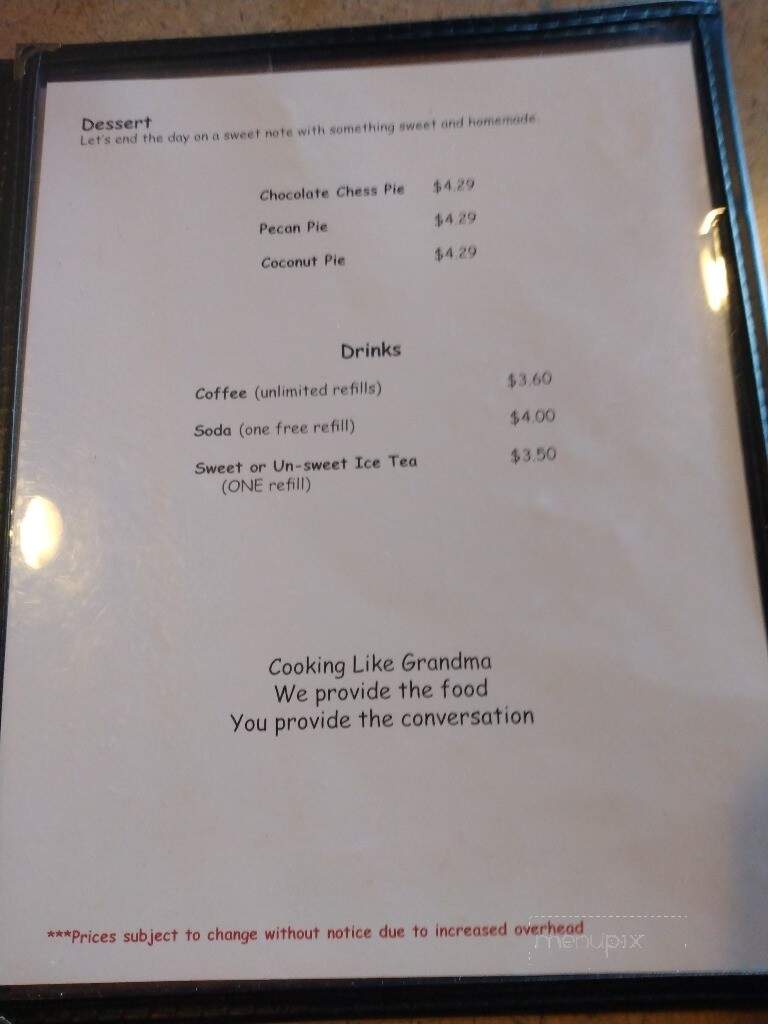 Dessert
Let's end the day on a sweet note with something sweet and homemade.
Chocolate Chess Pie $4.29
Pecan Pie $4.29
Coconut Pie $4.29
Drinks
Coffee (unlimited refills) $3.60
Soda (one free refill) $4.00
Sweet or Un-sweet Ice Tea $3.50
(ONE refill)
Cooking Like Grandma
We provide the food
You provide the conversation
***Prices subject to change without notice due to increased overhead
menupix